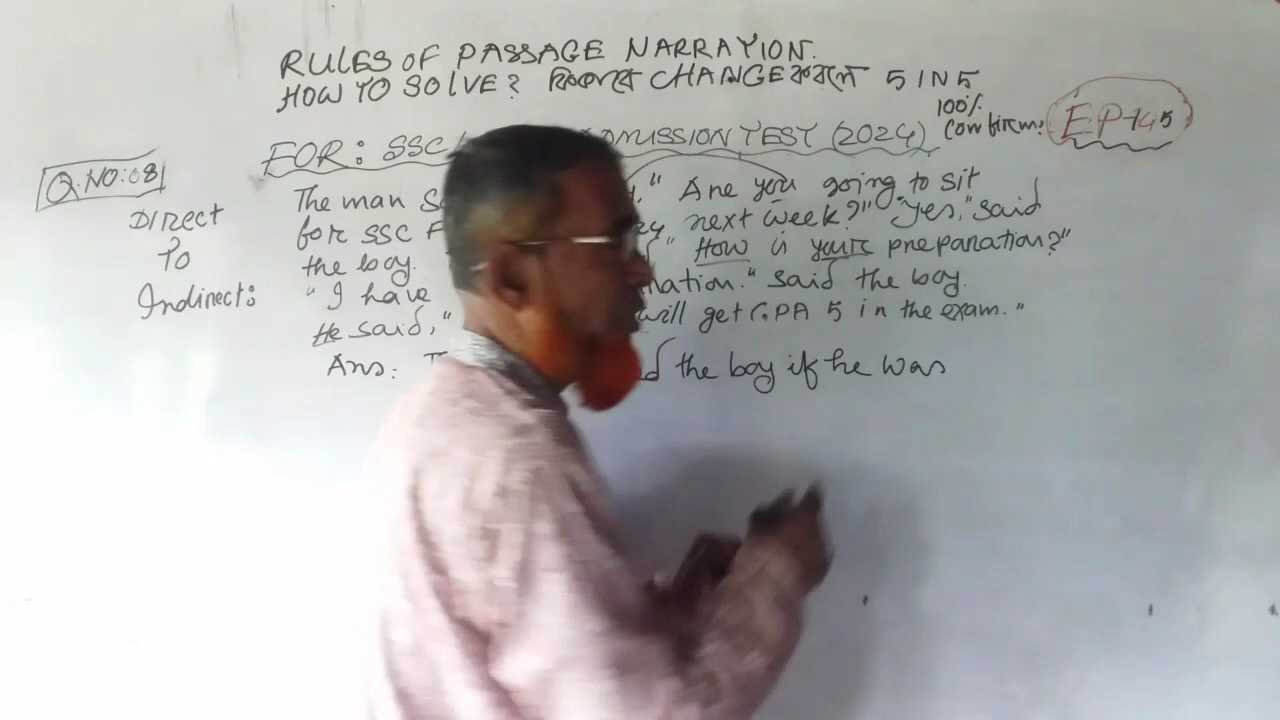 RULES OF PASSAGE NARRAYION.
HOW TO SOLVE? কিভাবে CHANGE করলে 5 IN 5
100% Confirm:
EP-145
FOR: SSC ADMISSION TEST (2024)
Q.NO:08
Direct To Indirect:
The man " Are you going to sit
for SSC next week?" "Yes," said
the boy. " How is your preparation?"
" I have said the boy.
He said," will get G.PA 5 in the exam."
Ans: the boy if he was